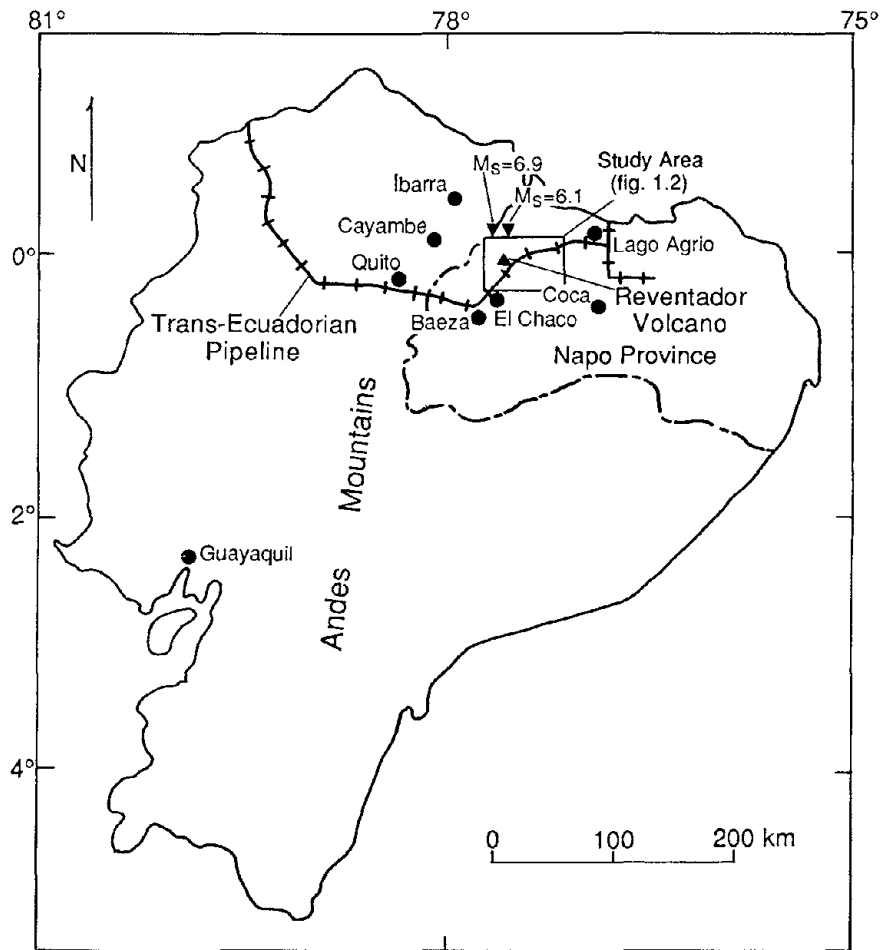 81°
78°
75°
N
Ms=6.9
Study Area
(fig. 1.2)
Ibarra
Ms=6.1
Cayambe
Lago Agrio
0°
Quito
Coca
Reventador
Volcano
Trans-Ecuadorian
Pipeline
Baeza
El Chaco
Napo Province
Mountains
2°
Guayaquil
Andes
4°
0 100 200 km